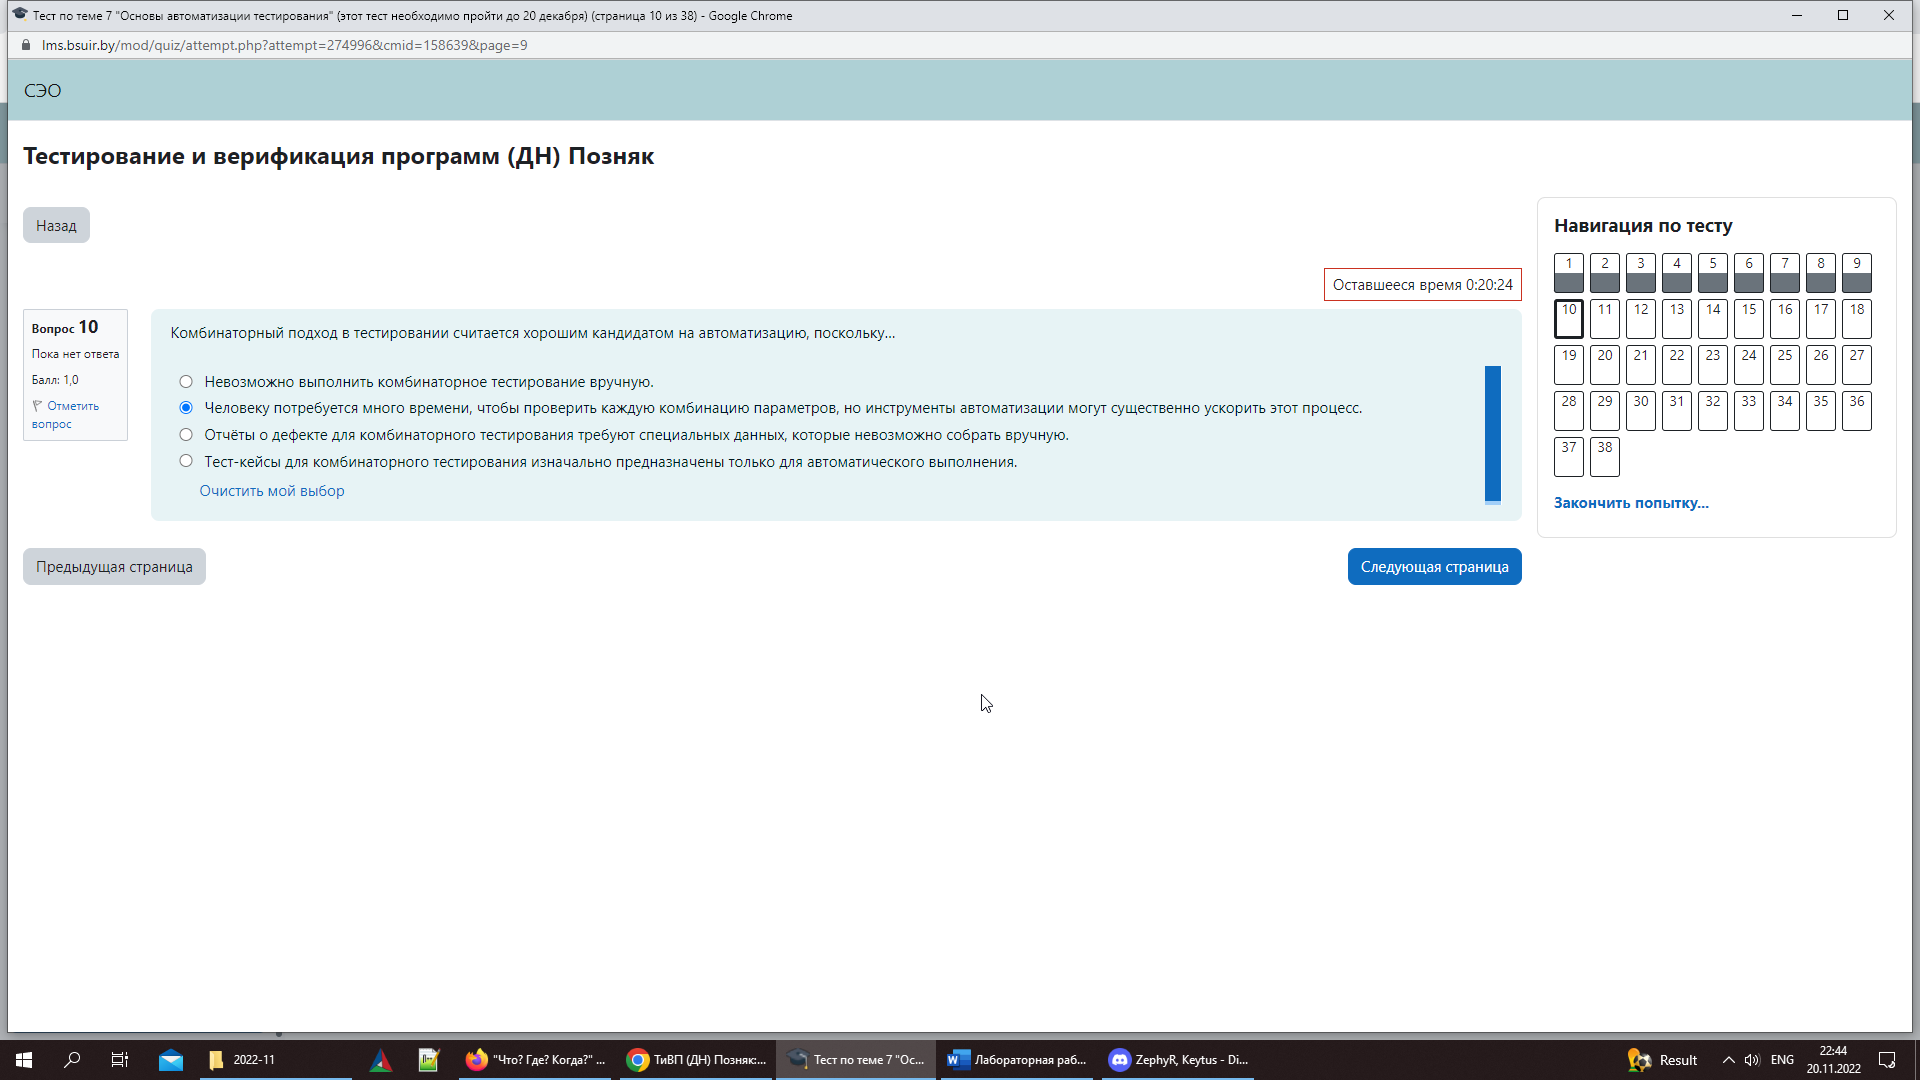 Тест по теме 7 "Основы автоматизации тестирования" (этот тест необходимо пройти до 20 декабря) (страница 10 из 38) - Google Chrome
lms.bsuir.by/mod/quiz/attempt.php?attempt=274996&cmid=158639&page=9
СЭО
Тестирование и верификация программ (ДН) Позняк
Назад
Оставшееся время 0:20:24
Вопрос 10
Пока нет ответа
Балл: 1,0
Отметить
вопрос
Комбинаторный подход в тестировании считается хорошим кандидатом на автоматизацию, поскольку...
Невозможно выполнить комбинаторное тестирование вручную.
Человеку потребуется много времени, чтобы проверить каждую комбинацию параметров, но инструменты автоматизации могут существенно ускорить этот процесс.
Отчёты о дефекте для комбинаторного тестирования требуют специальных данных, которые невозможно собрать вручную.
Тест-кейсы для комбинаторного тестирования изначально предназначены только для автоматического выполнения.
Очистить мой выбор
Предыдущая страница
Следующая страница
Навигация по тесту
1 2 3 4 5 6 7 8 9
10 11 12 13 14 15 16 17 18
19 20 21 22 23 24 25 26 27
28 29 30 31 32 33 34 35 36
37 38
Закончить попытку...
2022-11
"Что? Где? Когда?" ...
ТиВП (ДН) Позняк:...
Тест по теме 7 "Ос...
Лабораторная раб...
ZephyR, Keytus - Di...
Result
ENG
22:44
20.11.2022